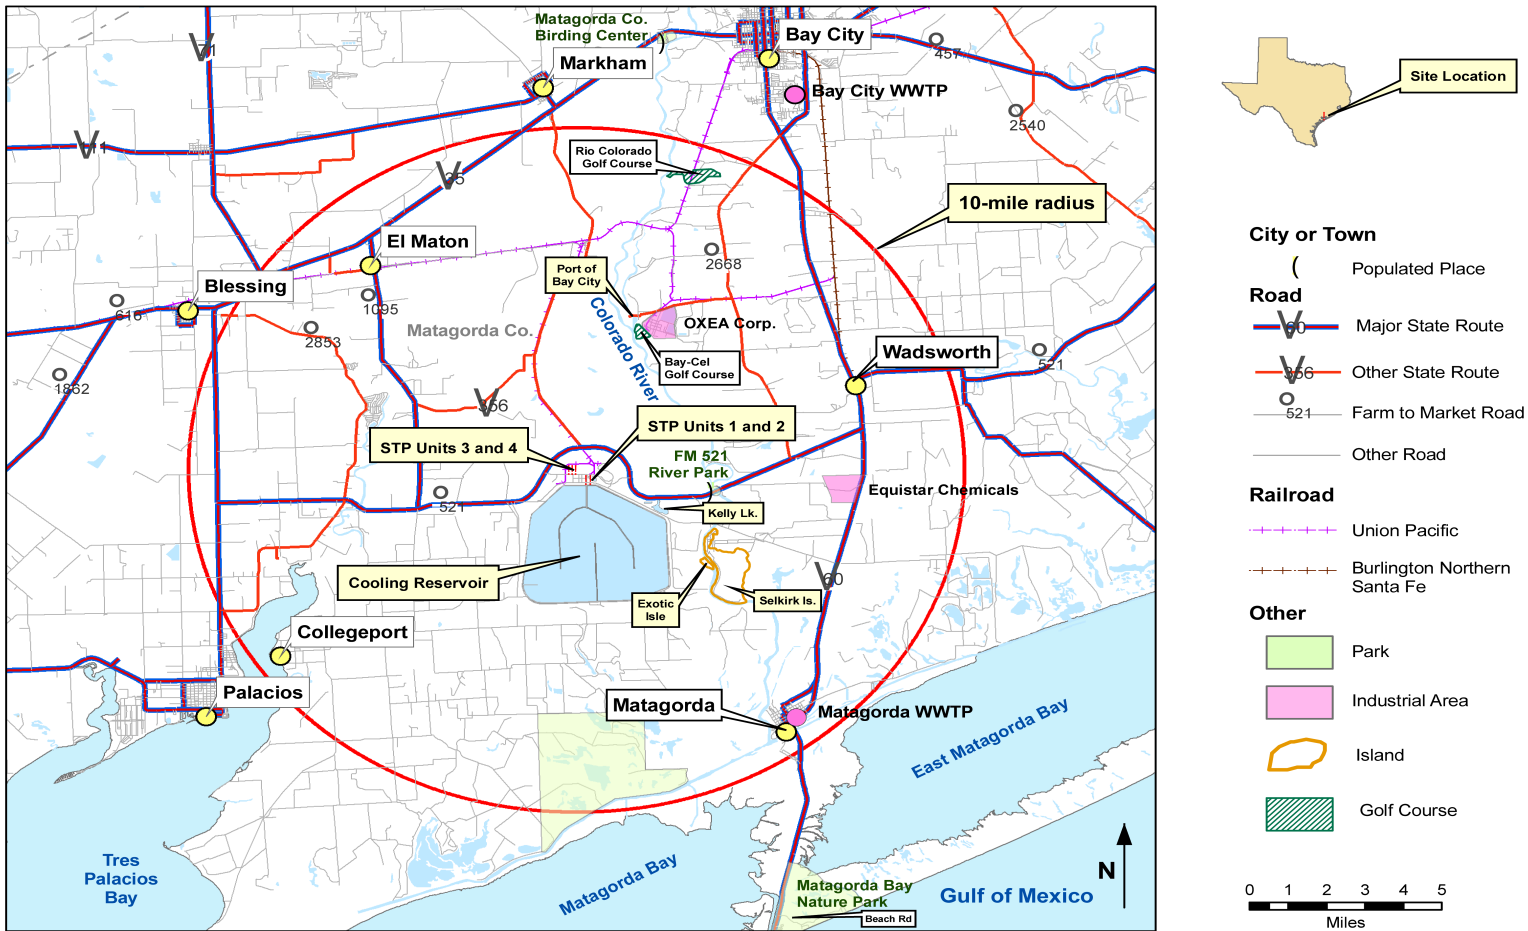 Matagorda Co.
Birding Center
Bay City
Markham
Bay City WWTP
71
457
2540
35
Rio Colorado
Golf Course
10-mile radius
El Maton
Blessing
2668
Port of
Bay City
616
1095
2853
1862
Matagorda Co.
Colorado River
OXEA Corp.
Bay-Cel
Golf Course
Wadsworth
521
STP Units 1 and 2
STP Units 3 and 4
FM 521
River Park
Equistar Chemicals
521
Kelly Lk.
Cooling Reservoir
60
Exotic
Isle
Selkirk Is.
Collegeport
Palacios
Matagorda
Matagorda WWTP
East Matagorda Bay
Tres
Palacios
Bay
Matagorda Bay
Matagorda Bay
Nature Park
Beach Rd
Gulf of Mexico
N
Site Location
City or Town
Populated Place
Road
60
Major State Route
Other State Route
521
Farm to Market Road
Other Road
Railroad
Union Pacific
Burlington Northern
Santa Fe
Other
Park
Industrial Area
Island
Golf Course
0 1 2 3 4 5
Miles